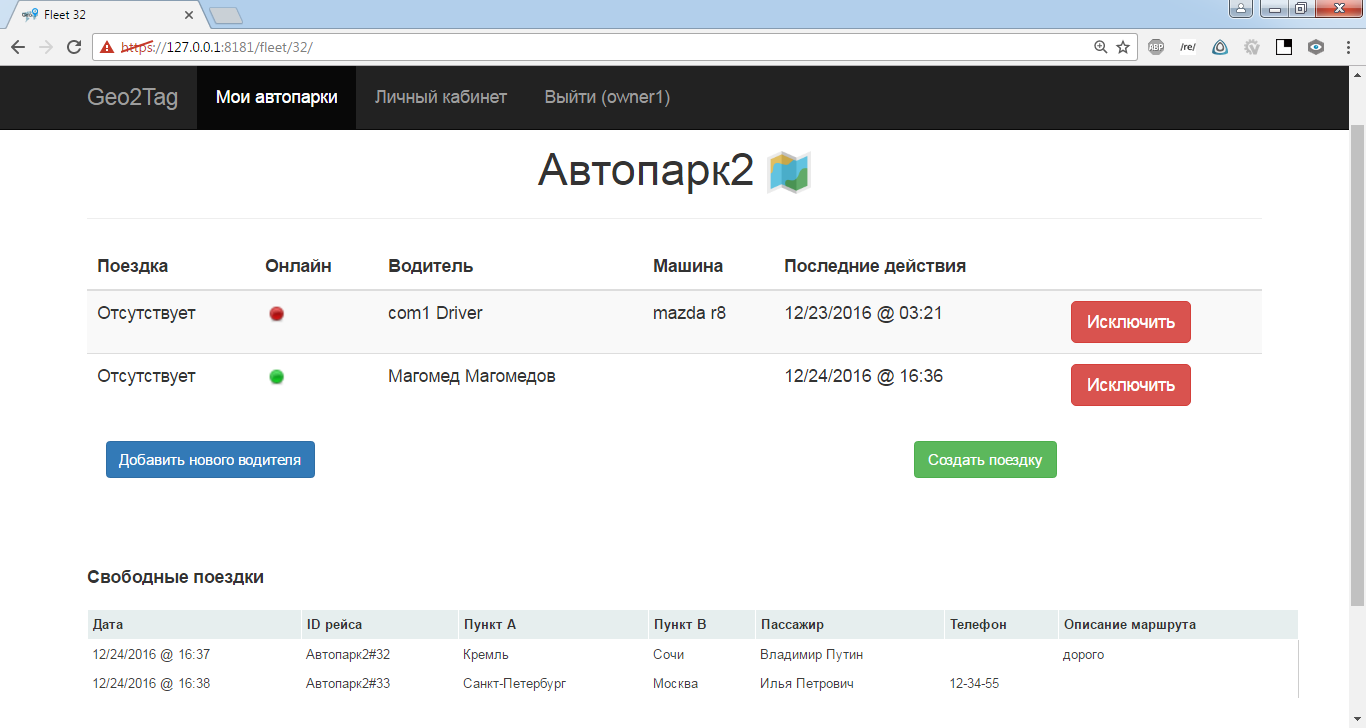 Fleet 32
https://127.0.0.1:8181/fleet/32/
ABP /re/
Geo2Tag Мои автопарки Личный кабинет Выйти (owner1)
Автопарк2
Поездка Онлайн Водитель Машина Последние действия
Отсутствует com1 Driver mazda r8 12/23/2016 @ 03:21 Исключить
Отсутствует Магомед Магомедов 12/24/2016 @ 16:36 Исключить
Добавить нового водителя Создать поездку
Свободные поездки
Дата ID рейса Пункт А Пункт В Пассажир Телефон Описание маршрута
12/24/2016 @ 16:37 Автопарк2#32 Кремль Сочи Владимир Путин дорого
12/24/2016 @ 16:38 Автопарк2#33 Санкт-Петербург Москва Илья Петрович 12-34-55